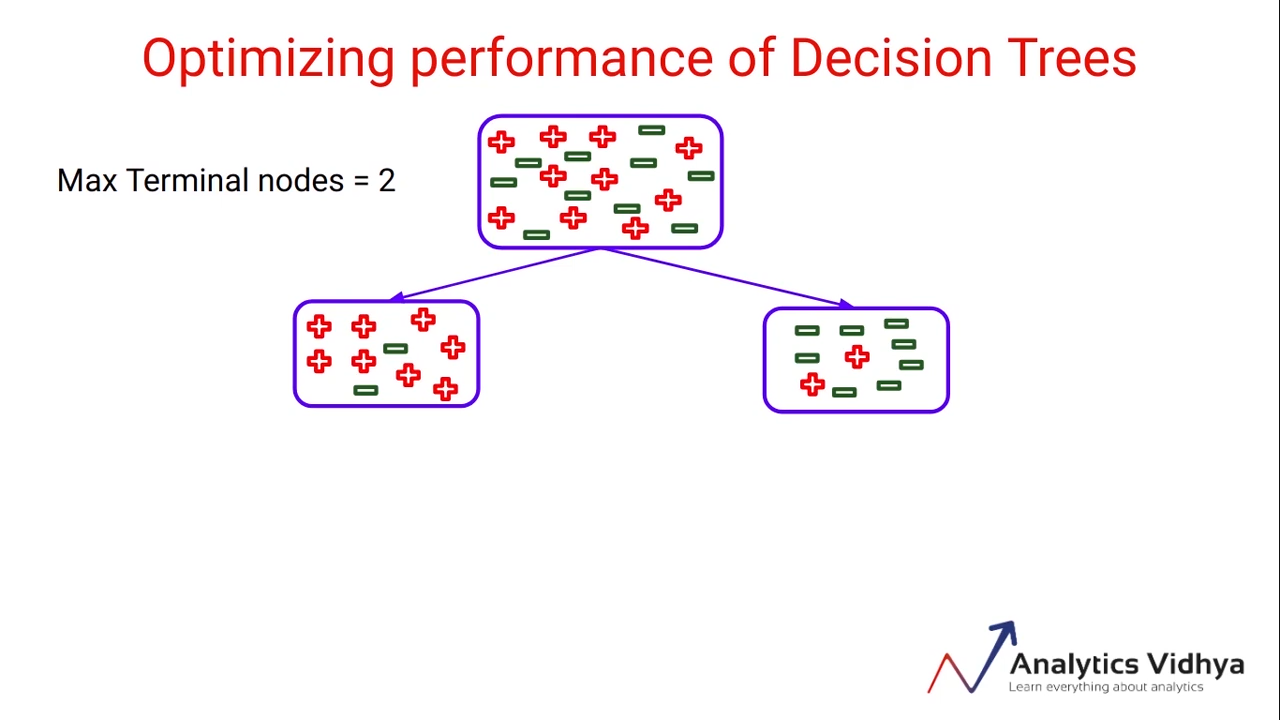 Optimizing performance of Decision Trees
Max Terminal nodes = 2
Analytics Vidhya
Learn everything about analytics